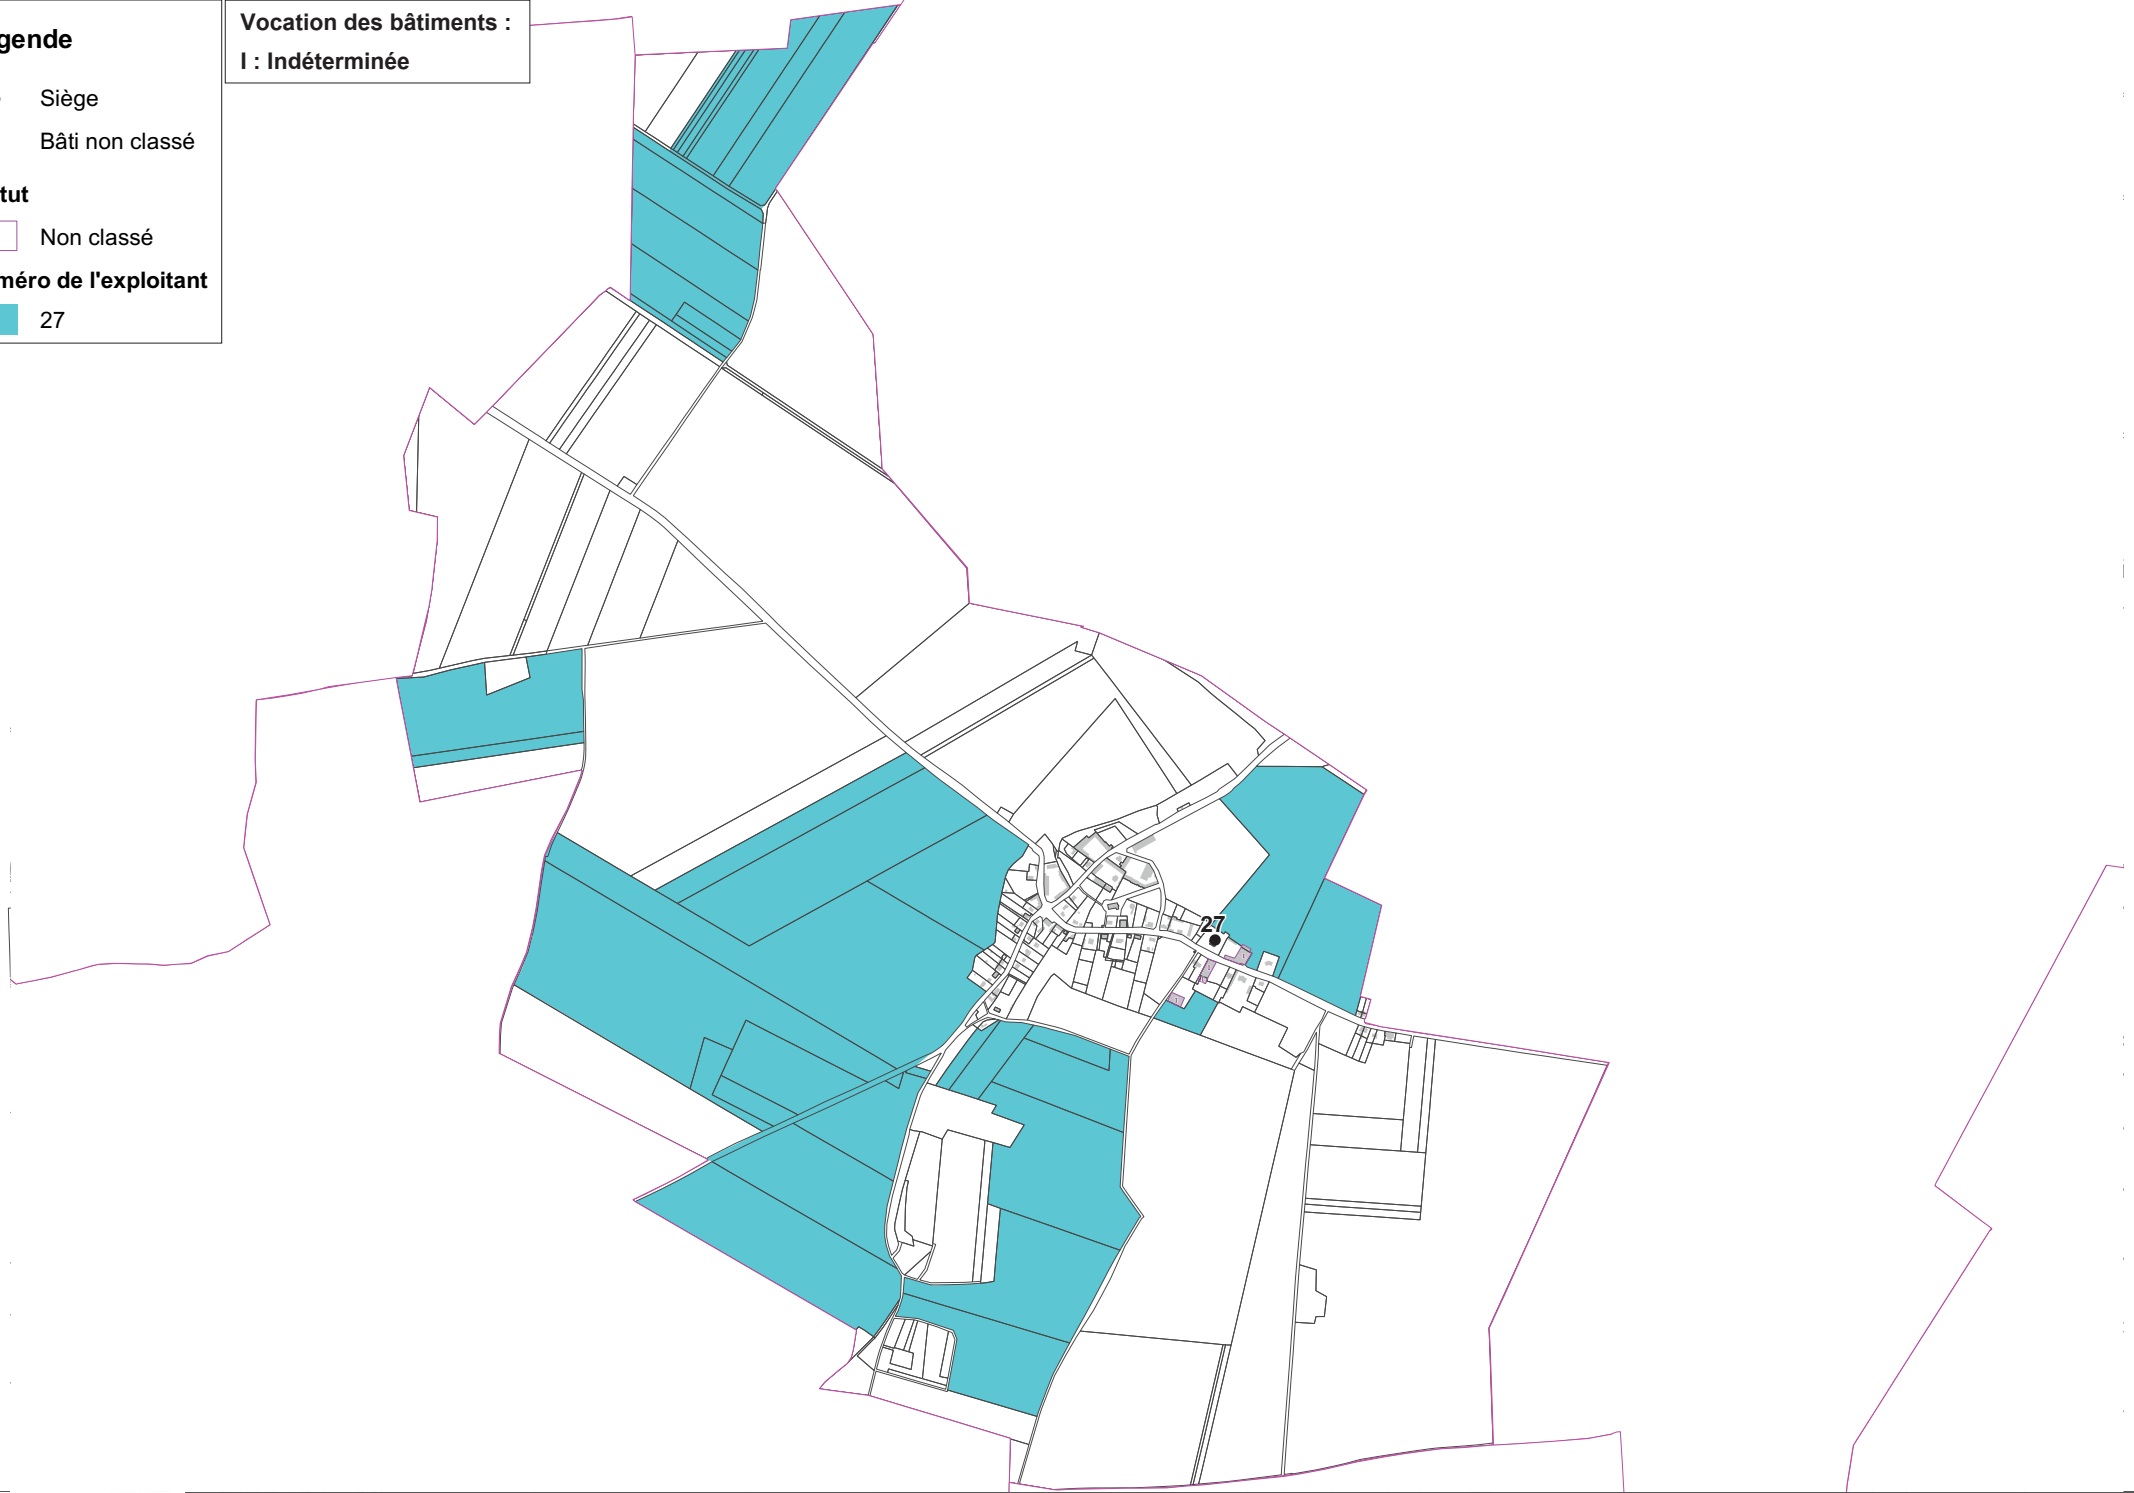 gende
Siège
Bâti non classé
tut
Non classé
méro de l'exploitant
27
Vocation des bâtiments :
I : Indéterminée
27